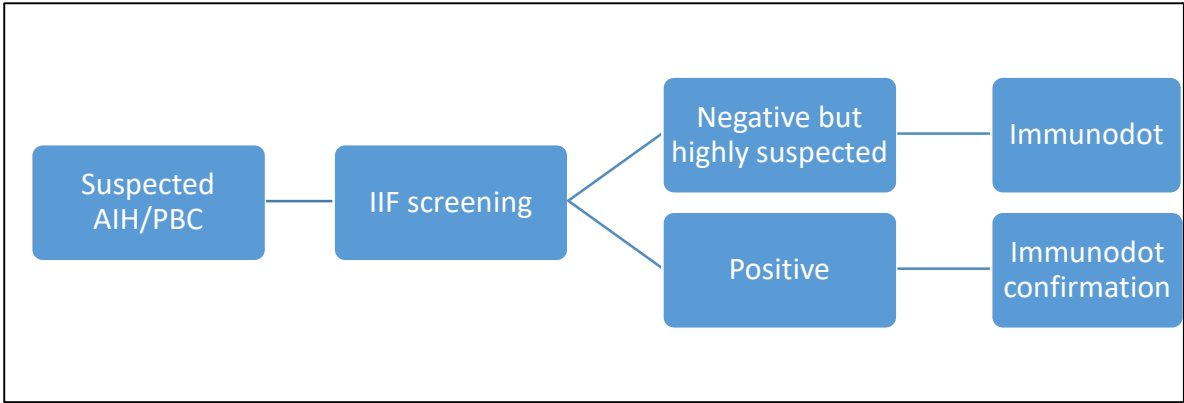 Suspected
AIH/PBC
IIF screening
Negative but
highly suspected
Immunodot
Positive
Immunodot
confirmation